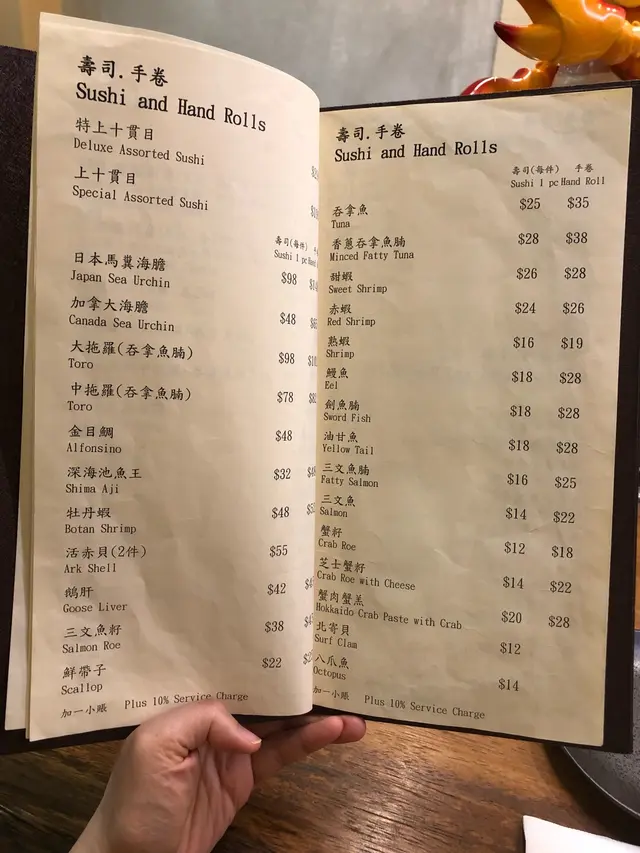 壽司.手卷
Sushi and Hand Rolls
特上十貫目
Deluxe Assorted Sushi
上十貫目
Special Assorted Sushi
壽司(每件)
Sushi 1 pc
日本馬糞海膽 $98
Japan Sea Urchin
加拿大海膽 $48
Canada Sea Urchin
大拖羅(吞拿魚腩) $98
Toro
中拖羅(吞拿魚腩) $78
Toro
金目鯛 $48
Alfonsino
深海池魚王 $32
Shima Aji
牡丹蝦 $48
Botan Shrimp
活赤貝(2件) $55
Ark Shell
鵝肝 $42
Goose Liver
三文魚籽 $38
Salmon Roe
鮮帶子 $22
Scallop
加一小賬 Plus 10% Service Charge
壽司.手卷
Sushi and Hand Rolls
壽司(每件) 手卷
Sushi 1 pc Hand Roll
吞拿魚 $25 $35
Tuna
香蔥吞拿魚腩 $28 $38
Minced Fatty Tuna
甜蝦 $26 $28
Sweet Shrimp
赤蝦 $24 $26
Red Shrimp
熟蝦 $16 $19
Shrimp
鰻魚 $18 $28
Eel
劍魚腩 $18 $28
Sword Fish
油甘魚 $18 $28
Yellow Tail
三文魚腩 $16 $25
Fatty Salmon
三文魚 $14 $22
Salmon
蟹籽 $12 $18
Crab Roe
芝士蟹籽 $14 $22
Crab Roe with Cheese
蟹肉蟹羔 $20 $28
Hokkaido Crab Paste with Crab
北寄貝 $12
Surf Clam
八爪魚 $14
Octopus
加一小賬 Plus 10% Service Charge